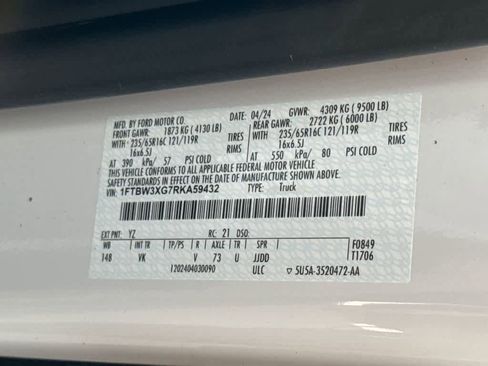 MFD. BY FORD MOTOR CO. DATE: 04/24 GVWR: 4309 KG (9500 LB)
FRONT GAWR: 1873 KG (4130 LB) REAR GAWR: 2722 KG (6000 LB)
WITH 235/65R16C 121/119R TIRES WITH 235/65R16C 121/119R TIRES
16x6.5J RIMS 16x6.5J RIMS
AT 390 kPa/ 57 PSI COLD AT 550 kPa/ 80 PSI COLD
THIS VEHICLE CONFORMS TO ALL APPLICABLE FEDERAL MOTOR VEHICLE
SAFETY STANDARDS IN EFFECT ON THE DATE OF MANUFACTURE SHOWN ABOVE.
VIN: 1FTBW3XG7RKA59432 TYPE: Truck
EXT PNT: YZ RC: 21 DSO:
WB INT TR TP/PS R AXLE TR SPR F0849
148 VK V 73 U JJDD T1706
1202404030090 ULC 5U5A-3520472-AA